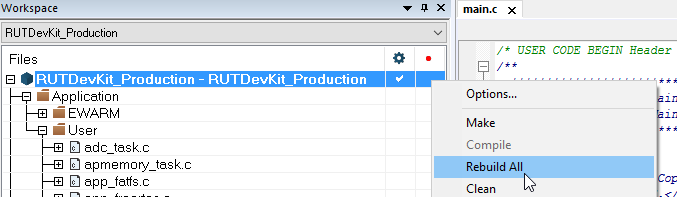 Workspace
RUTDevKit_Production
Files
RUTDevKit_Production - RUTDevKit_Production
Application
EWARM
User
adc_task.c
apmemory_task.c
app_fatfs.c
main.c
/* USER CODE BEGIN Header
/**
Options...
Make
Compile
Rebuild All
Clean